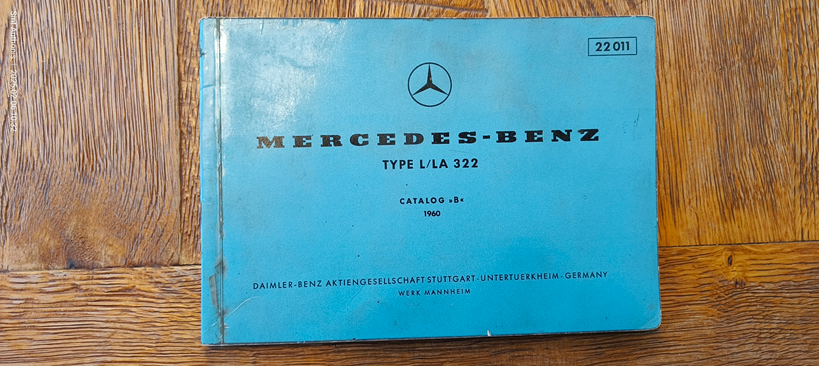 22 011
MERCEDES-BENZ
TYPE L/LA 322
CATALOG »B«
1960
DAIMLER-BENZ AKTIENGESELLSCHAFT STUTTGART-UNTERTUERKHEIM-GERMANY
WERK MANNHEIM